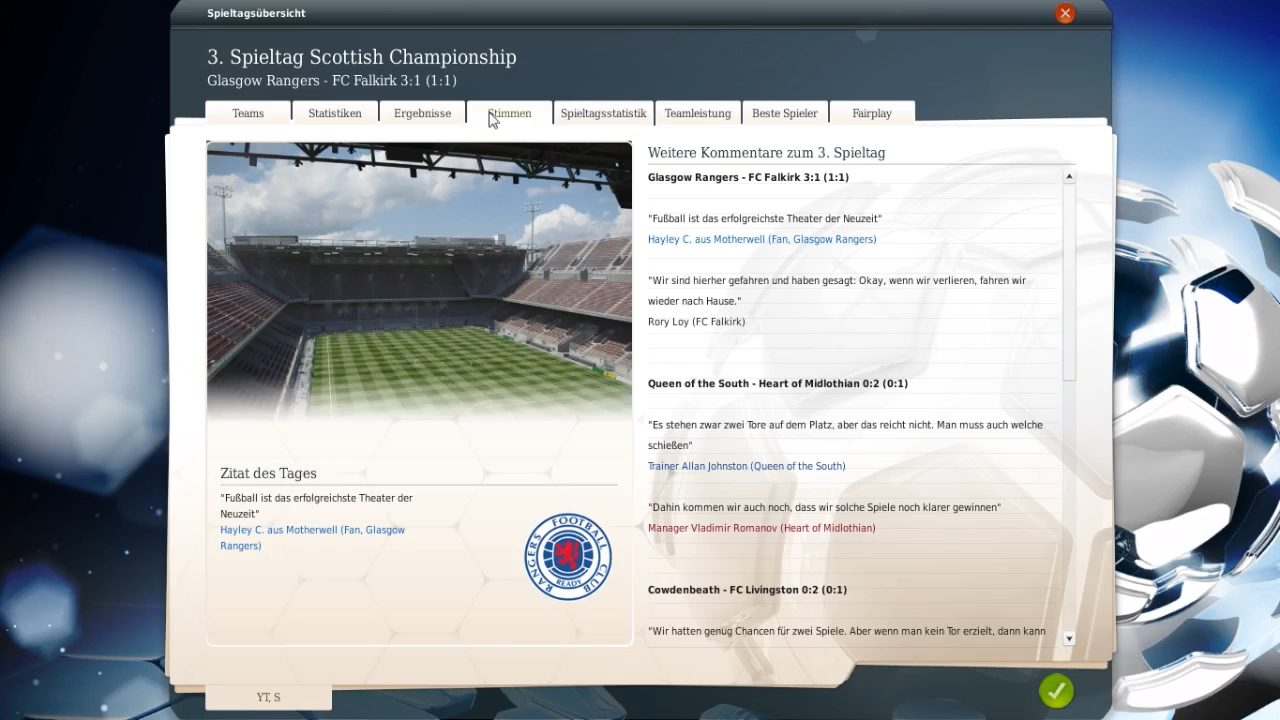 Spieltagsübersicht
3. Spieltag Scottish Championship
Glasgow Rangers - FC Falkirk 3:1 (1:1)
Teams
Statistiken
Ergebnisse
Stimmen
Spieltagsstatistik
Teamleistung
Beste Spieler
Fairplay
Weitere Kommentare zum 3. Spieltag
Glasgow Rangers - FC Falkirk 3:1 (1:1)
"Fußball ist das erfolgreichste Theater der Neuzeit"
Hayley C. aus Motherwell (Fan, Glasgow Rangers)
"Wir sind hierher gefahren und haben gesagt: Okay, wenn wir verlieren, fahren wir
wieder nach Hause."
Rory Loy (FC Falkirk)
Queen of the South - Heart of Midlothian 0:2 (0:1)
"Es stehen zwar zwei Tore auf dem Platz, aber das reicht nicht. Man muss auch welche
schießen"
Trainer Allan Johnston (Queen of the South)
"Dahin kommen wir auch noch, dass wir solche Spiele noch klarer gewinnen"
Manager Vladimir Romanov (Heart of Midlothian)
Cowdenbeath - FC Livingston 0:2 (0:1)
"Wir hatten genug Chancen für zwei Spiele. Aber wenn man kein Tor erzielt, dann kann
Zitat des Tages
"Fußball ist das erfolgreichste Theater der
Neuzeit"
Hayley C. aus Motherwell (Fan, Glasgow
Rangers)
RANGERS FOOTBALL CLUB
READY
YT, S